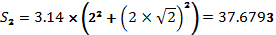 S₂ = 3.14 × (2² + (2 × √2)²) = 37.6793